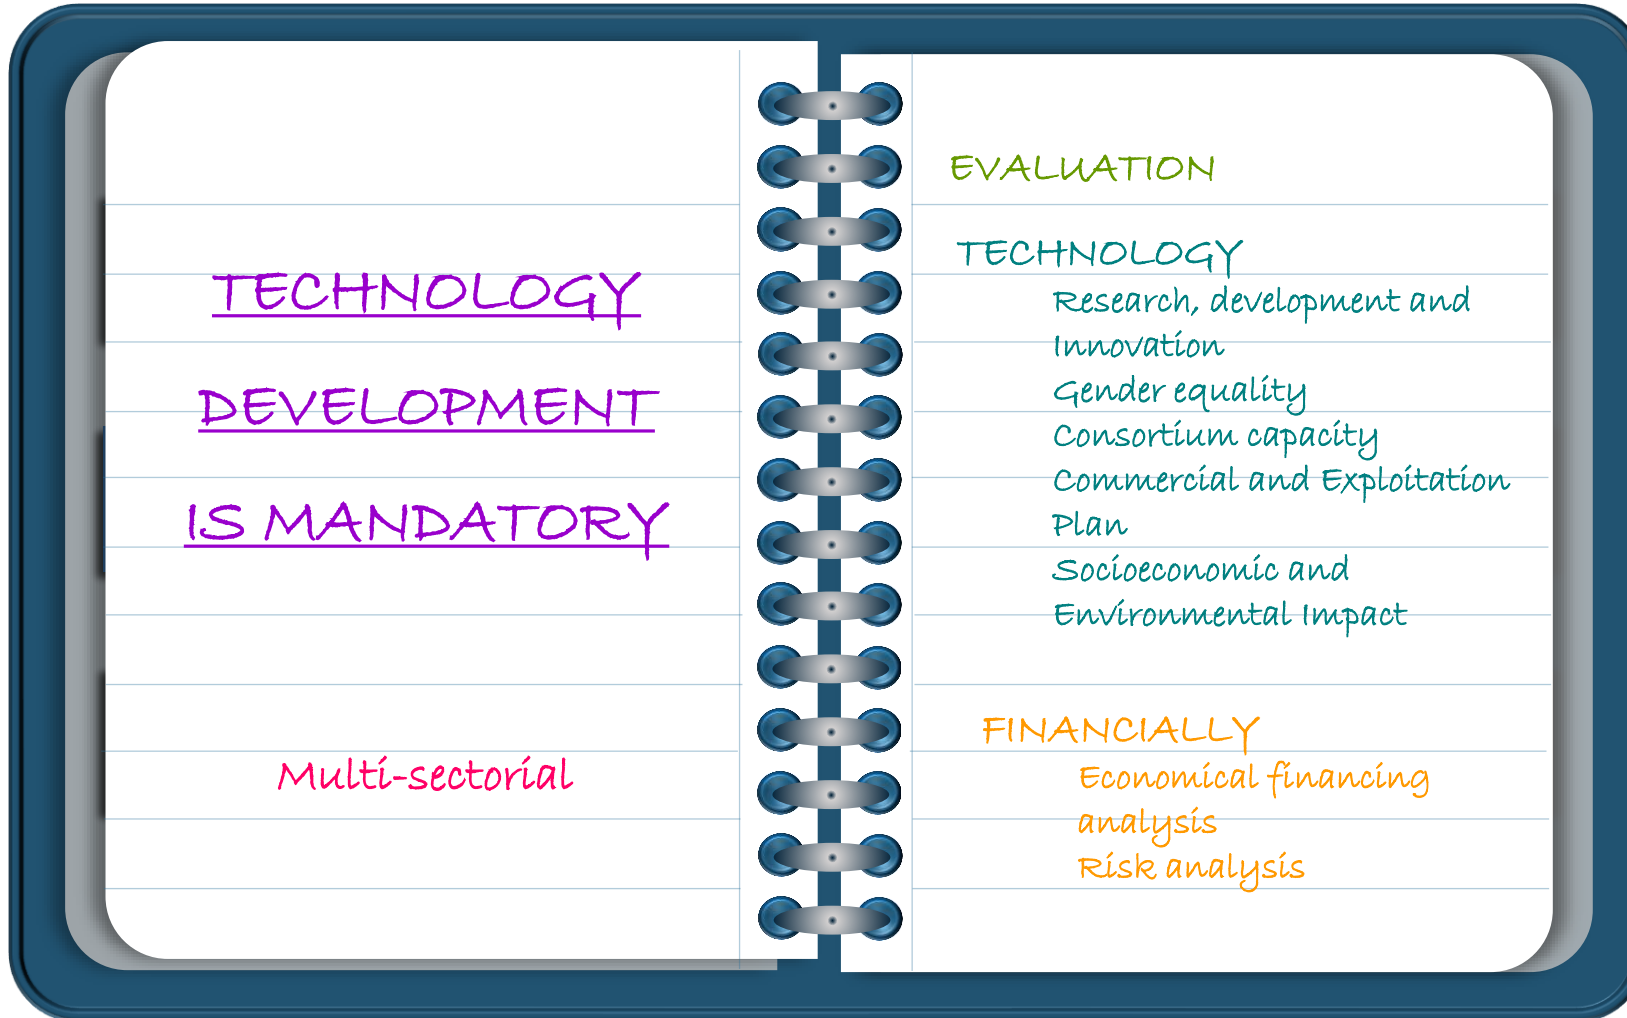 TECHNOLOGY
DEVELOPMENT
IS MANDATORY
Multi-sectorial
EVALUATION
TECHNOLOGY
Research, development and
Innovation
Gender equality
Consortium capacity
Commercial and Exploitation
Plan
Socioeconomic and
Environmental Impact
FINANCIALLY
Economical financing
analysis
Risk analysis